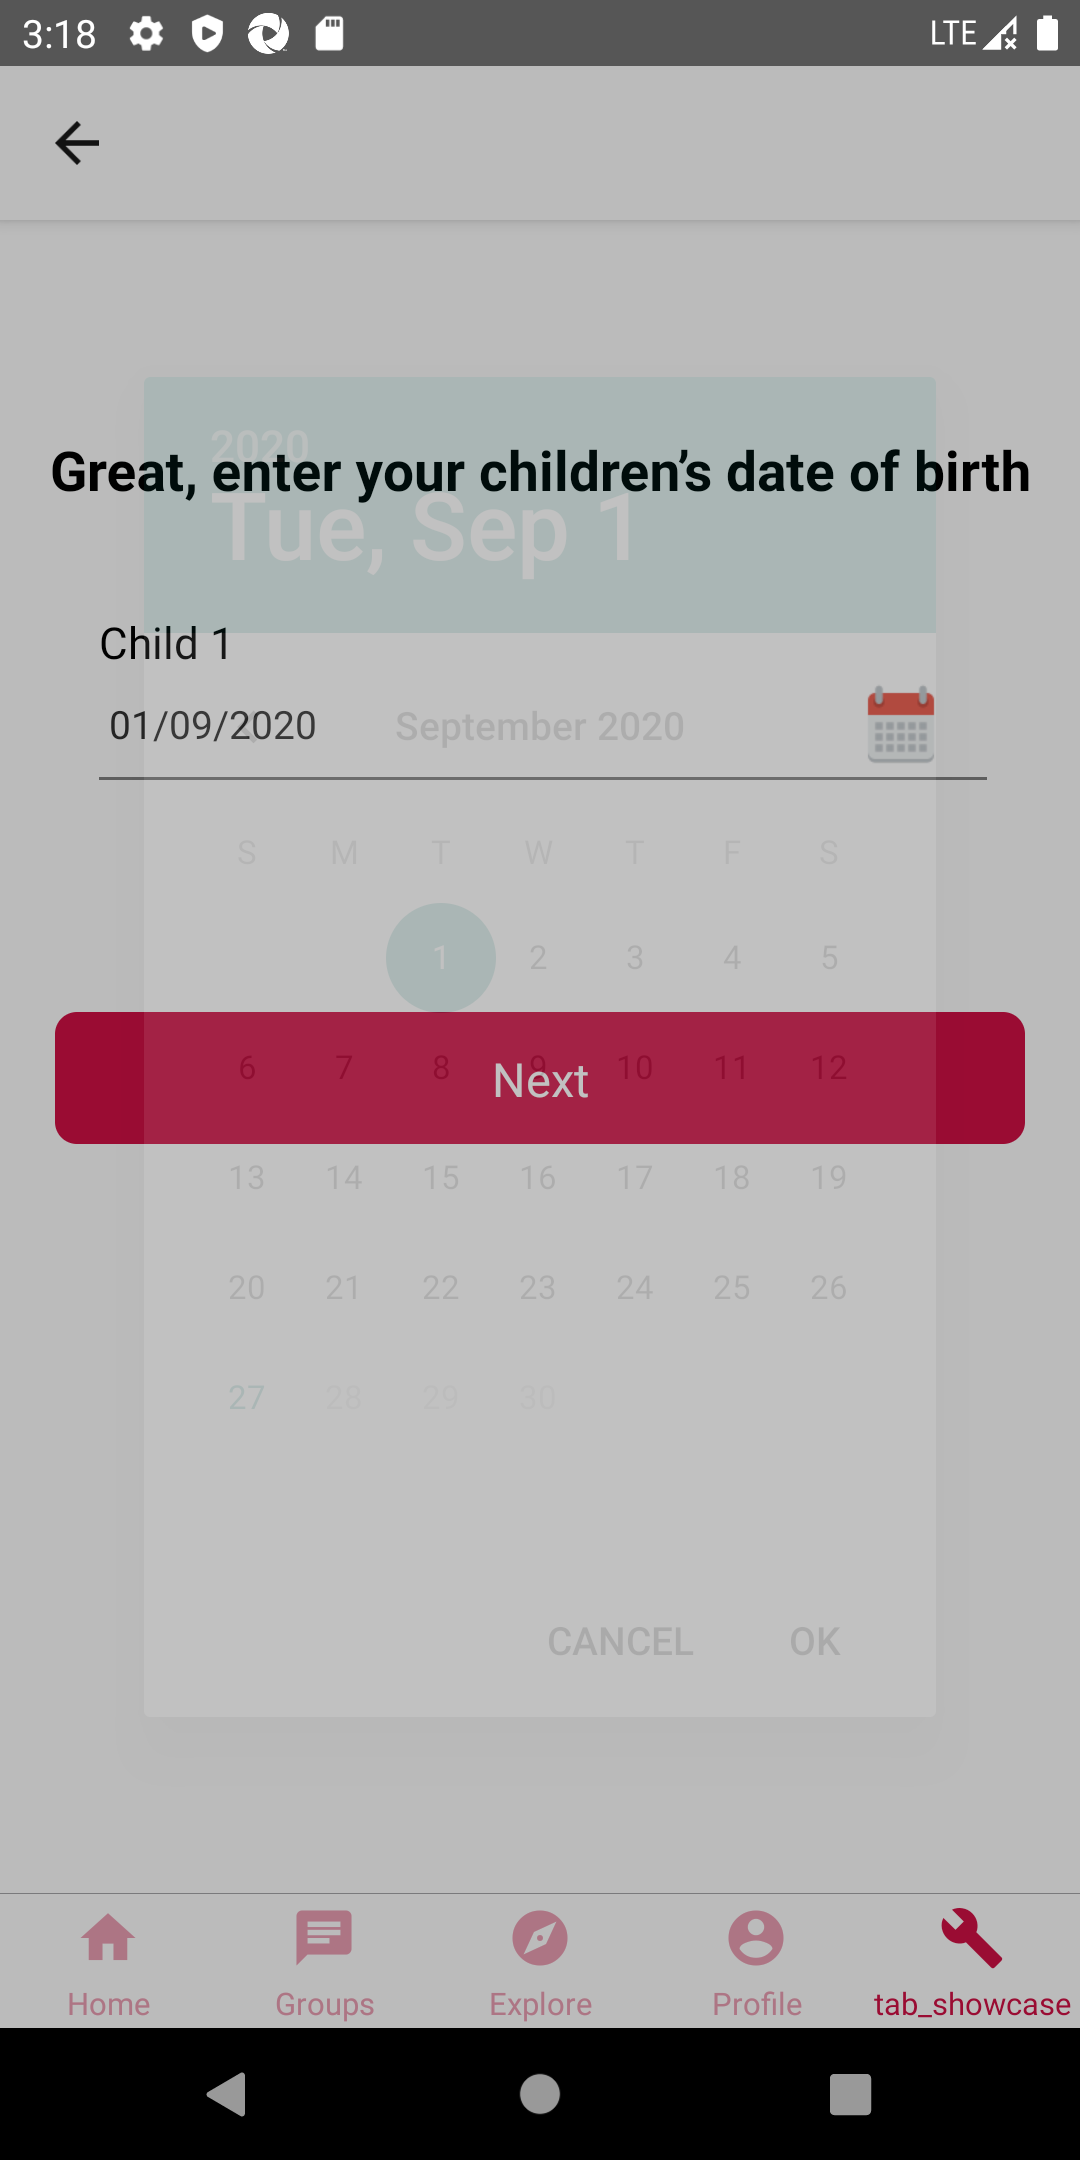 3:18 LTE
2020
Great, enter your children’s date of birth
Tue, Sep 1
Child 1
01/09/2020
September 2020
S M T W T F S
1 2 3 4 5
6 7 8 9 10 11 12
Next
13 14 15 16 17 18 19
20 21 22 23 24 25 26
27 28 29 30
CANCEL OK
Home Groups Explore Profile tab_showcase